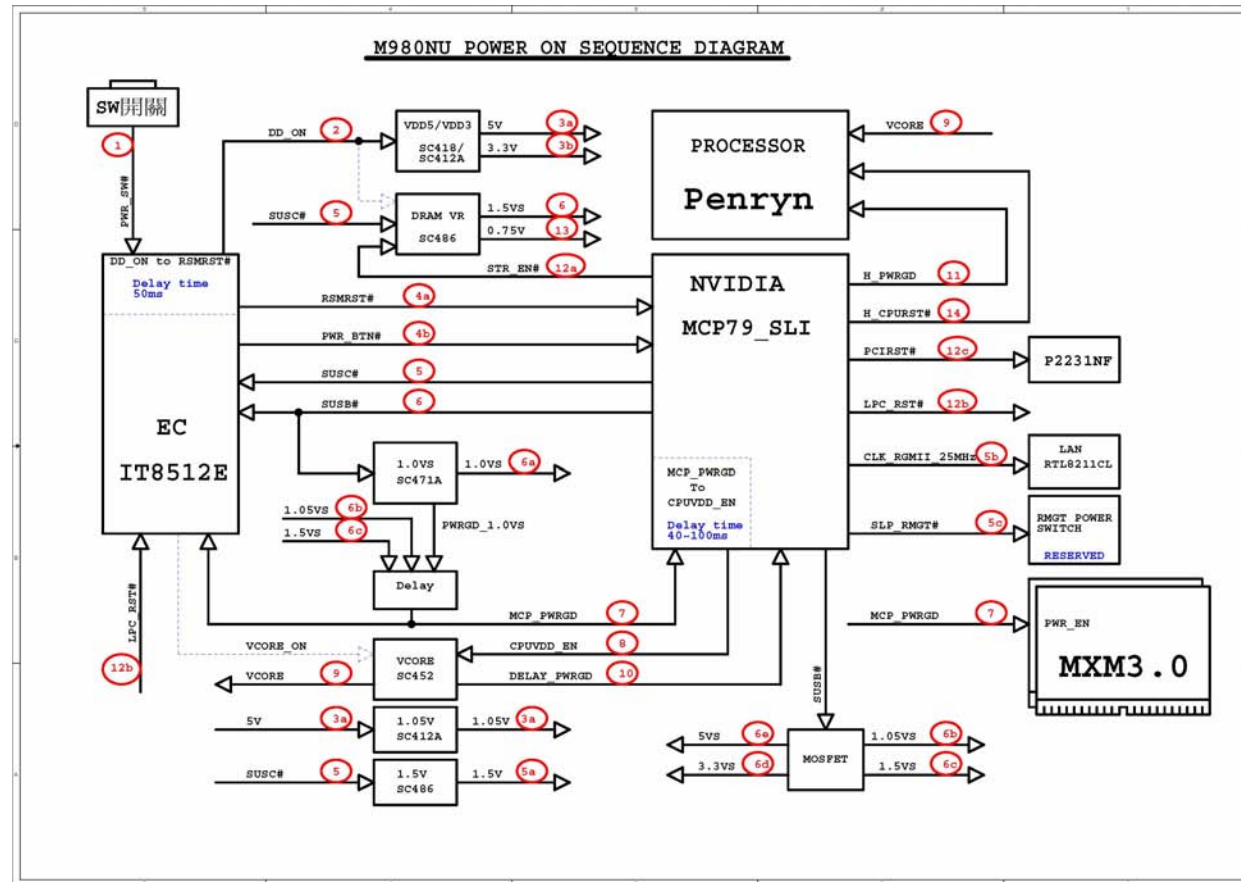 M980NU POWER ON SEQUENCE DIAGRAM
SW開關
1
PWR_SW#
DD_ON 2
VDD5/VDD3
SC418/
SC412A
5V 3a
3.3V 3b
SUSC# 5
DRAM VR
SC486
1.5VS 6
0.75V 13
STR_EN# 12a
PROCESSOR
Penryn
VCORE 9
DD_ON to RSMRST#
Delay time
50ms
EC
IT8512E
RSMRST# 4a
PWR_BTN# 4b
SUSC# 5
SUSB# 6
NVIDIA
MCP79_SLI
H_PWRGD 11
H_CPURST# 14
PCIRST# 12c
P2231NF
LPC_RST# 12b
CLK_RGMII_25MHz 5b
LAN
RTL8211CL
SLP_RMGT# 5c
RMGT POWER
SWITCH
RESERVED
MCP_PWRGD
To
CPUVDD_EN
Delay time
40-100ms
1.0VS
SC471A
1.0VS 6a
1.05VS 6b
1.5VS 6c
PWRGD_1.0VS
Delay
MCP_PWRGD 7
MCP_PWRGD 7
PWR_EN
MXM3.0
LPC_RST#
12b
VCORE_ON
VCORE
SC452
CPUVDD_EN 8
VCORE 9
DELAY_PWRGD 10
5V 3a
1.05V
SC412A
1.05V 3a
SUSC# 5
1.5V
SC486
1.5V 5a
SUSB#
5VS 6e
3.3VS 6d
MOSFET
1.05VS 6b
1.5VS 6c